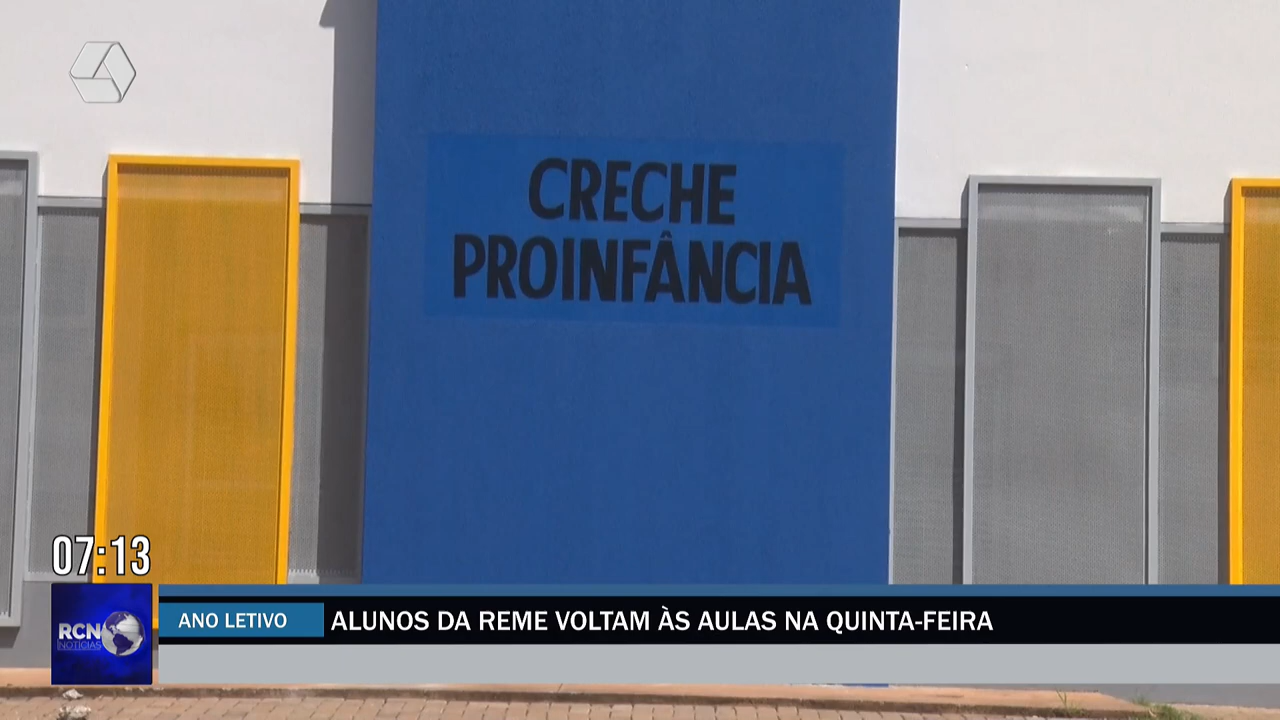 CRECHE
PROINFÂNCIA
07:13
RCN
NOTÍCIAS
ANO LETIVO
ALUNOS DA REME VOLTAM ÀS AULAS NA QUINTA-FEIRA